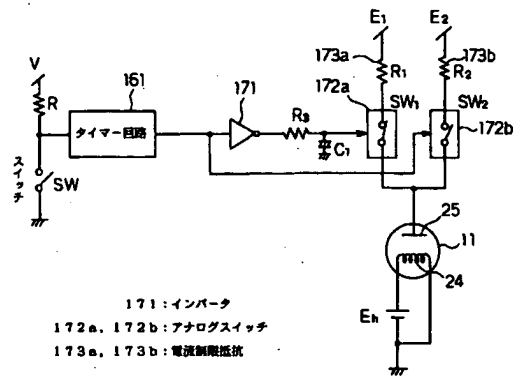 E₁
E₂
V
161
173a
173b
R
R₁
R₂
171
172a
タイマー回路
R₃
SW₁
SW₂
172b
C₁
スイッチ
SW
25
11
24
Eh
171:インバータ
172a, 172b:アナログスイッチ
173a, 173b:電流制限抵抗